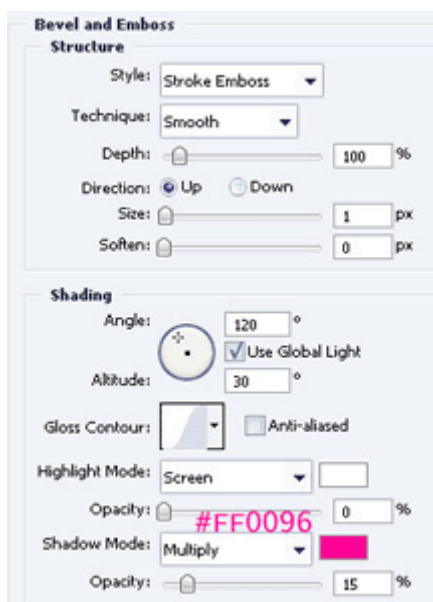 Bevel and Emboss
Structure
Style: Stroke Emboss
Technique: Smooth
Depth: 100 %
Direction: Up Down
Size: 1 px
Soften: 0 px
Shading
Angle: 120 °
Use Global Light
Altitude: 30 °
Gloss Contour: Anti-aliased
Highlight Mode: Screen
Opacity: 0 %
#FF0096
Shadow Mode: Multiply
Opacity: 15 %